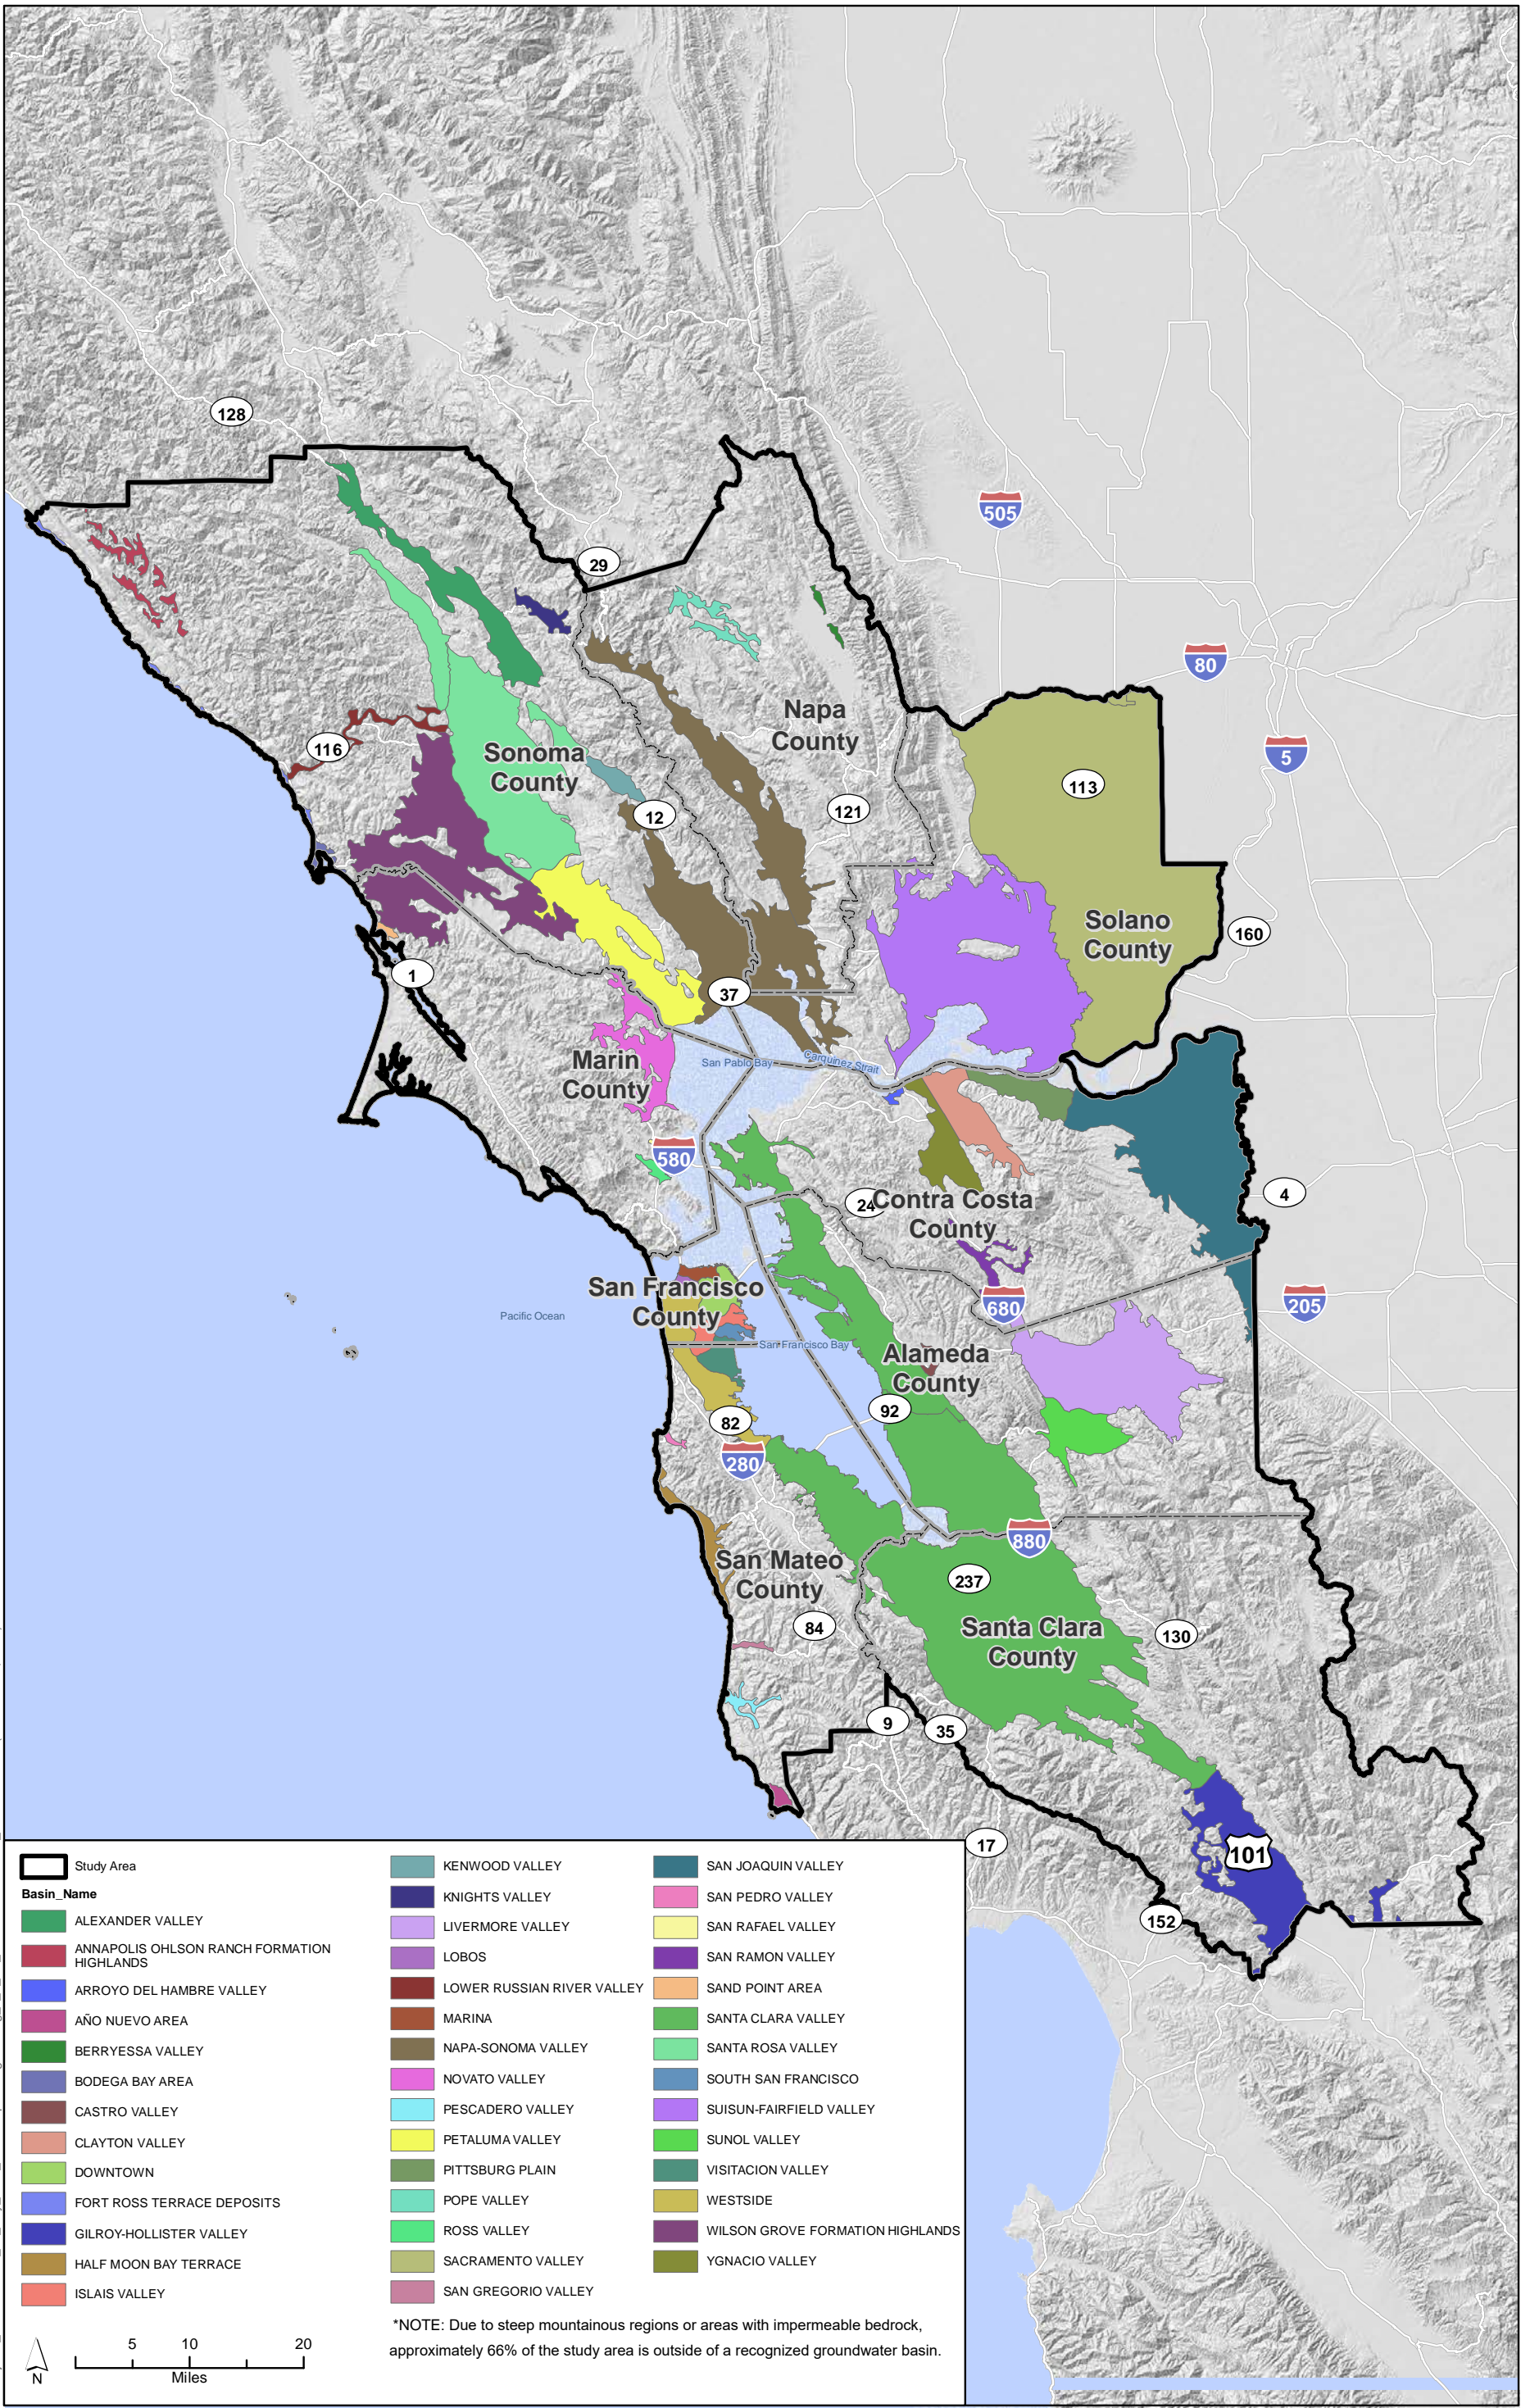 128
505
29
80
Napa
County
116
Sonoma
County
5
113
12
121
Solano
County
160
1
37
Marin
County
San Pablo Bay
Carquinez Strait
580
4
24
Contra Costa
County
San Francisco
County
680
205
Pacific Ocean
San Francisco Bay
Alameda
County
92
82
280
880
San Mateo
County
237
84
Santa Clara
County
130
9
35
17
101
152
Study Area
Basin_Name
ALEXANDER VALLEY
ANNAPOLIS OHLSON RANCH FORMATION
HIGHLANDS
ARROYO DEL HAMBRE VALLEY
AÑO NUEVO AREA
BERRYESSA VALLEY
BODEGA BAY AREA
CASTRO VALLEY
CLAYTON VALLEY
DOWNTOWN
FORT ROSS TERRACE DEPOSITS
GILROY-HOLLISTER VALLEY
HALF MOON BAY TERRACE
ISLAIS VALLEY
KENWOOD VALLEY
KNIGHTS VALLEY
LIVERMORE VALLEY
LOBOS
LOWER RUSSIAN RIVER VALLEY
MARINA
NAPA-SONOMA VALLEY
NOVATO VALLEY
PESCADERO VALLEY
PETALUMA VALLEY
PITTSBURG PLAIN
POPE VALLEY
ROSS VALLEY
SACRAMENTO VALLEY
SAN GREGORIO VALLEY
SAN JOAQUIN VALLEY
SAN PEDRO VALLEY
SAN RAFAEL VALLEY
SAN RAMON VALLEY
SAND POINT AREA
SANTA CLARA VALLEY
SANTA ROSA VALLEY
SOUTH SAN FRANCISCO
SUISUN-FAIRFIELD VALLEY
SUNOL VALLEY
VISITACION VALLEY
WESTSIDE
WILSON GROVE FORMATION HIGHLANDS
YGNACIO VALLEY
*NOTE: Due to steep mountainous regions or areas with impermeable bedrock,
approximately 66% of the study area is outside of a recognized groundwater basin.
N
5 10 20
Miles